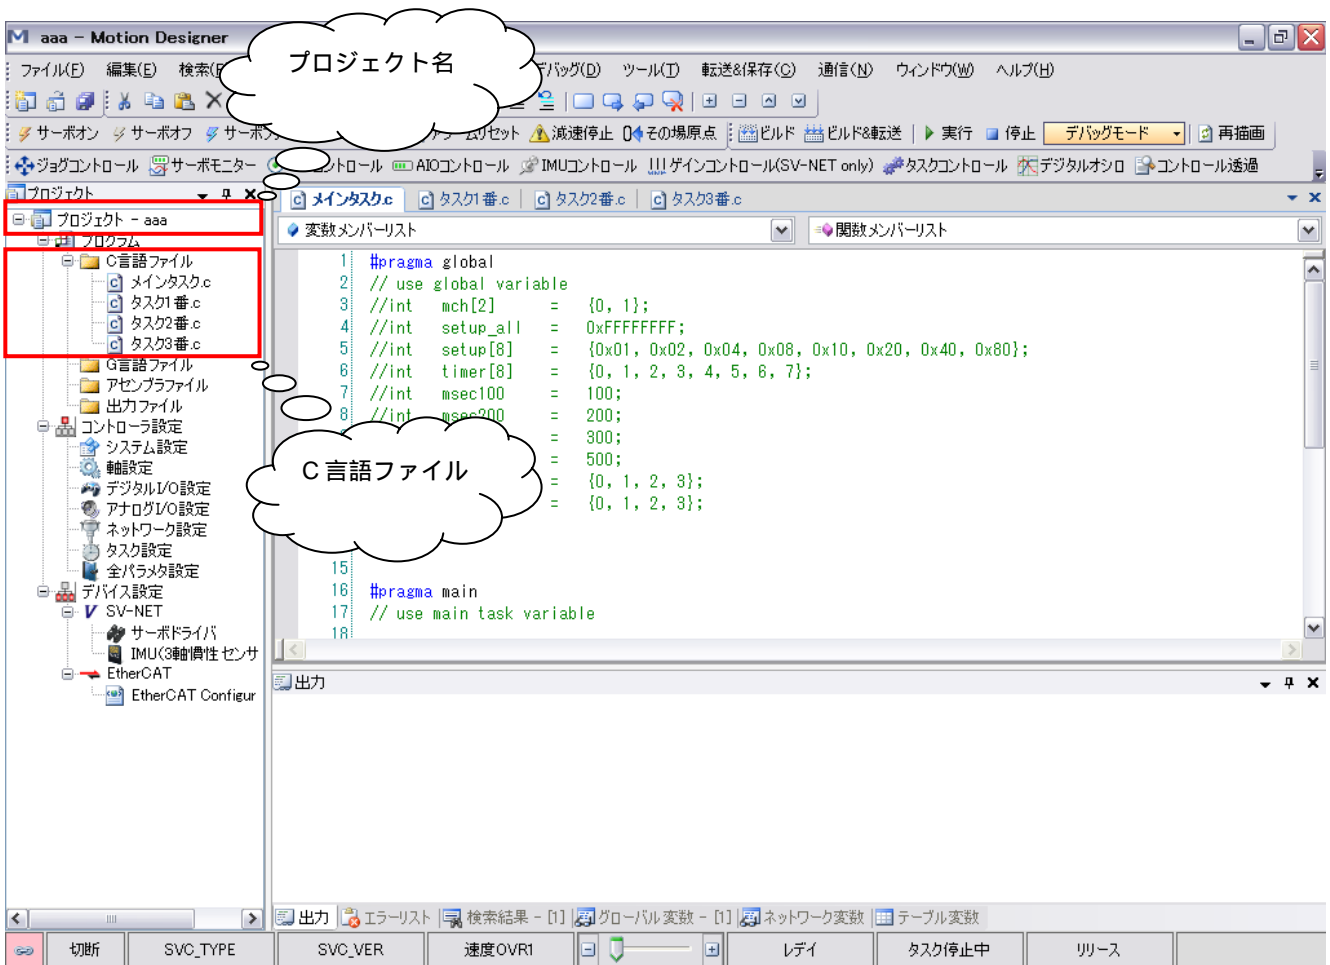 aaa - Motion Designer
プロジェクト名
ファイル(F) 編集(E) 検索(F デバッグ(D) ツール(T) 転送&保存(C) 通信(N) ウィンドウ(W) ヘルプ(H)
サーボオン サーボオフ サーボ 減速停止 その場原点 ビルド ビルド&転送 実行 停止 デバッグモード 再描画
ジョグコントロール サーボモニター ントロール AIOコントロール IMUコントロール ゲインコントロール(SV-NET only) タスクコントロール デジタルオシロ コントロール透過
プロジェクト
メインタスク.c タスク1番.c タスク2番.c タスク3番.c
プロジェクト - aaa
変数メンバーリスト 関数メンバーリスト
プログラム
C言語ファイル
メインタスク.c
タスク1番.c
タスク2番.c
タスク3番.c
G言語ファイル
アセンブラファイル
出力ファイル
コントローラ設定
システム設定
軸設定
デジタルI/O設定
アナログI/O設定
ネットワーク設定
タスク設定
全パラメタ設定
デバイス設定
SV-NET
サーボドライバ
IMU(3軸慣性センサ
EtherCAT
EtherCAT Configur
1 #pragma global
2 // use global variable
3 //int mch[2] = {0, 1};
4 //int setup_all = 0xFFFFFFFF;
5 //int setup[8] = {0x01, 0x02, 0x04, 0x08, 0x10, 0x20, 0x40, 0x80};
6 //int timer[8] = {0, 1, 2, 3, 4, 5, 6, 7};
7 //int msec100 = 100;
8 //int msec200 = 200;
= 300;
= 500;
= {0, 1, 2, 3};
= {0, 1, 2, 3};
C言語ファイル
15
16 #pragma main
17 // use main task variable
18
出力
出力 エラーリスト 検索結果 - [1] グローバル変数 - [1] ネットワーク変数 テーブル変数
切断 SVC_TYPE SVC_VER 速度OVR1 レディ タスク停止中 リリース